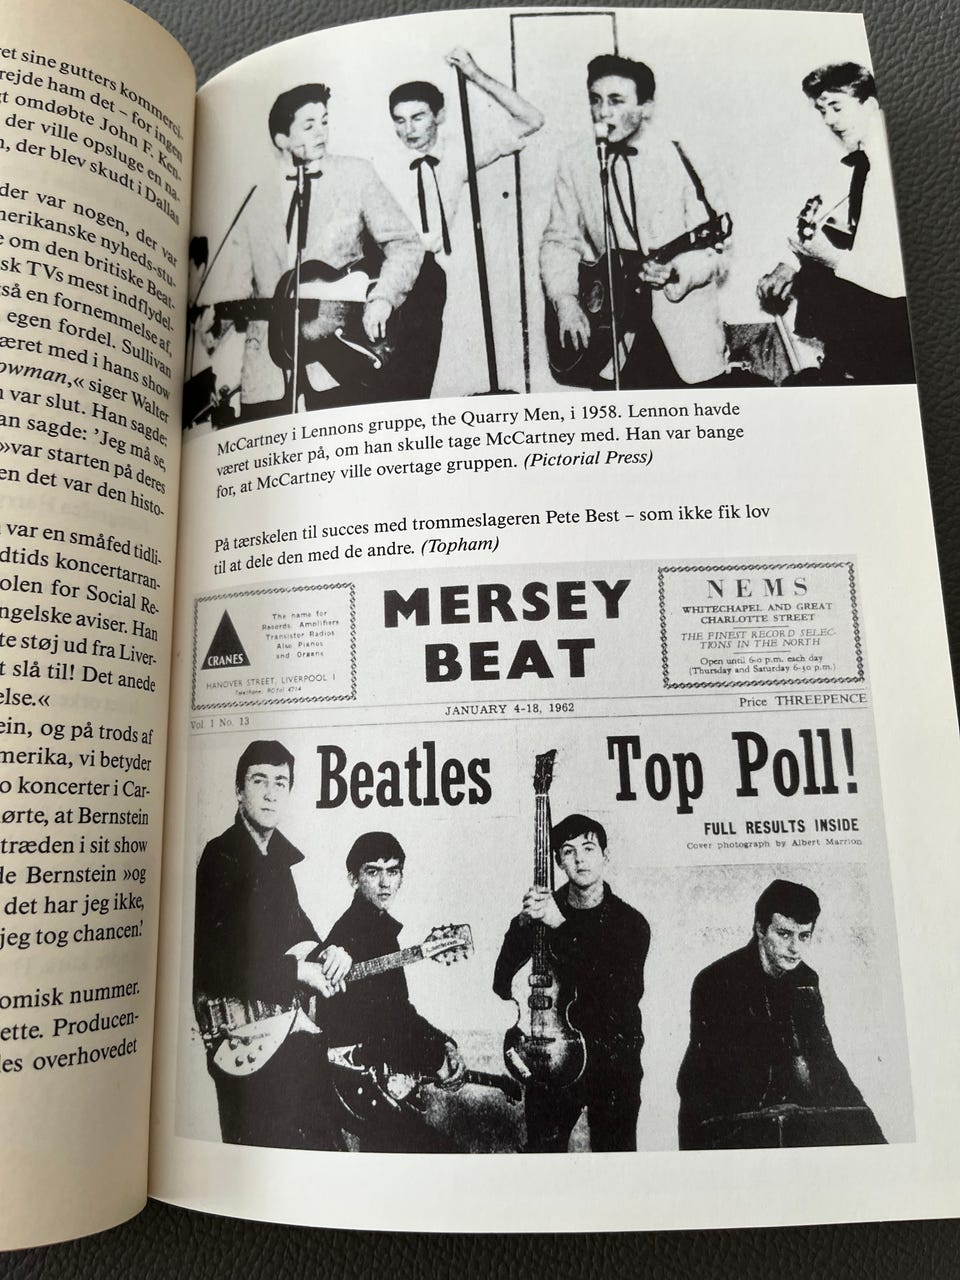 ret sine gutters kommerci-
rejde ham det – for ingen
gt omdøbte John F. Ken-
der ville opsluge en na-
n, der blev skudt i Dallas
der var nogen, der var
merikanske nyheds-stu-
e om den britiske Beat-
sk TVs mest indflydel-
så en fornemmelse af,
egen fordel. Sullivan
æret med i hans show
owman,« siger Walter
n var slut. Han sagde:
an sagde: 'Jeg må se,
»var starten på deres
en det var den histo-
var en småfed tidli-
dtids koncertarran-
olen for Social Re-
ngelske aviser. Han
te støj ud fra Liver-
t slå til! Det anede
else.«
ein, og på trods af
merika, vi betyder
o koncerter i Car-
ørte, at Bernstein
træden i sit show
de Bernstein »og
det har jeg ikke,
jeg tog chancen.'
omisk nummer.
ette. Producen-
les overhovedet
McCartney i Lennons gruppe, the Quarry Men, i 1958. Lennon havde
været usikker på, om han skulle tage McCartney med. Han var bange
for, at McCartney ville overtage gruppen. (Pictorial Press)
På tærskelen til succes med trommeslageren Pete Best – som ikke fik lov
til at dele den med de andre. (Topham)
CRANES
The name for
Records, Amplifiers
Transistor Radios
Also Pianos
and Organs
HANOVER STREET, LIVERPOOL 1
Telephone: ROYal 4714
MERSEY
BEAT
NEMS
WHITECHAPEL AND GREAT
CHARLOTTE STREET
THE FINEST RECORD SELEC-
TIONS IN THE NORTH
Open until 6-0 p.m. each day
(Thursday and Saturday 6-30 p.m.)
Vol. 1 No. 13
JANUARY 4-18, 1962
Price THREEPENCE
Beatles Top Poll!
FULL RESULTS INSIDE
Cover photograph by Albert Marrion